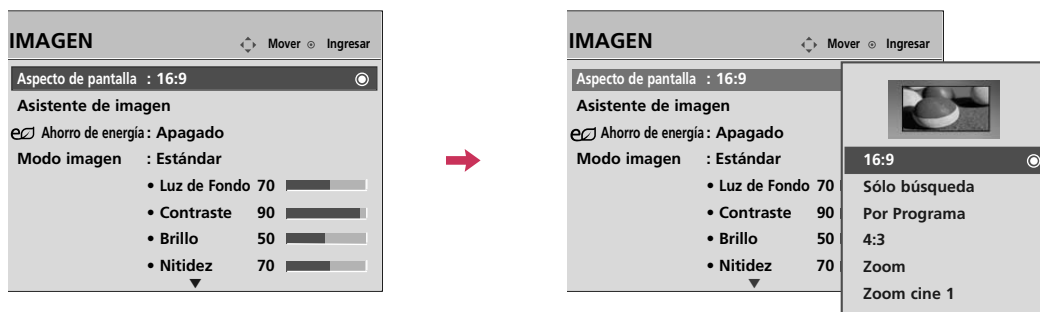 IMAGEN Mover Ingresar
Aspecto de pantalla : 16:9
Asistente de imagen
Ahorro de energía : Apagado
Modo imagen : Estándar
• Luz de Fondo 70
• Contraste 90
• Brillo 50
• Nitidez 70
IMAGEN Mover Ingresar
Aspecto de pantalla : 16:9
Asistente de imagen
Ahorro de energía : Apagado
Modo imagen : Estándar
• Luz de Fondo 70
• Contraste 90
• Brillo 50
• Nitidez 70
16:9
Sólo búsqueda
Por Programa
4:3
Zoom
Zoom cine 1